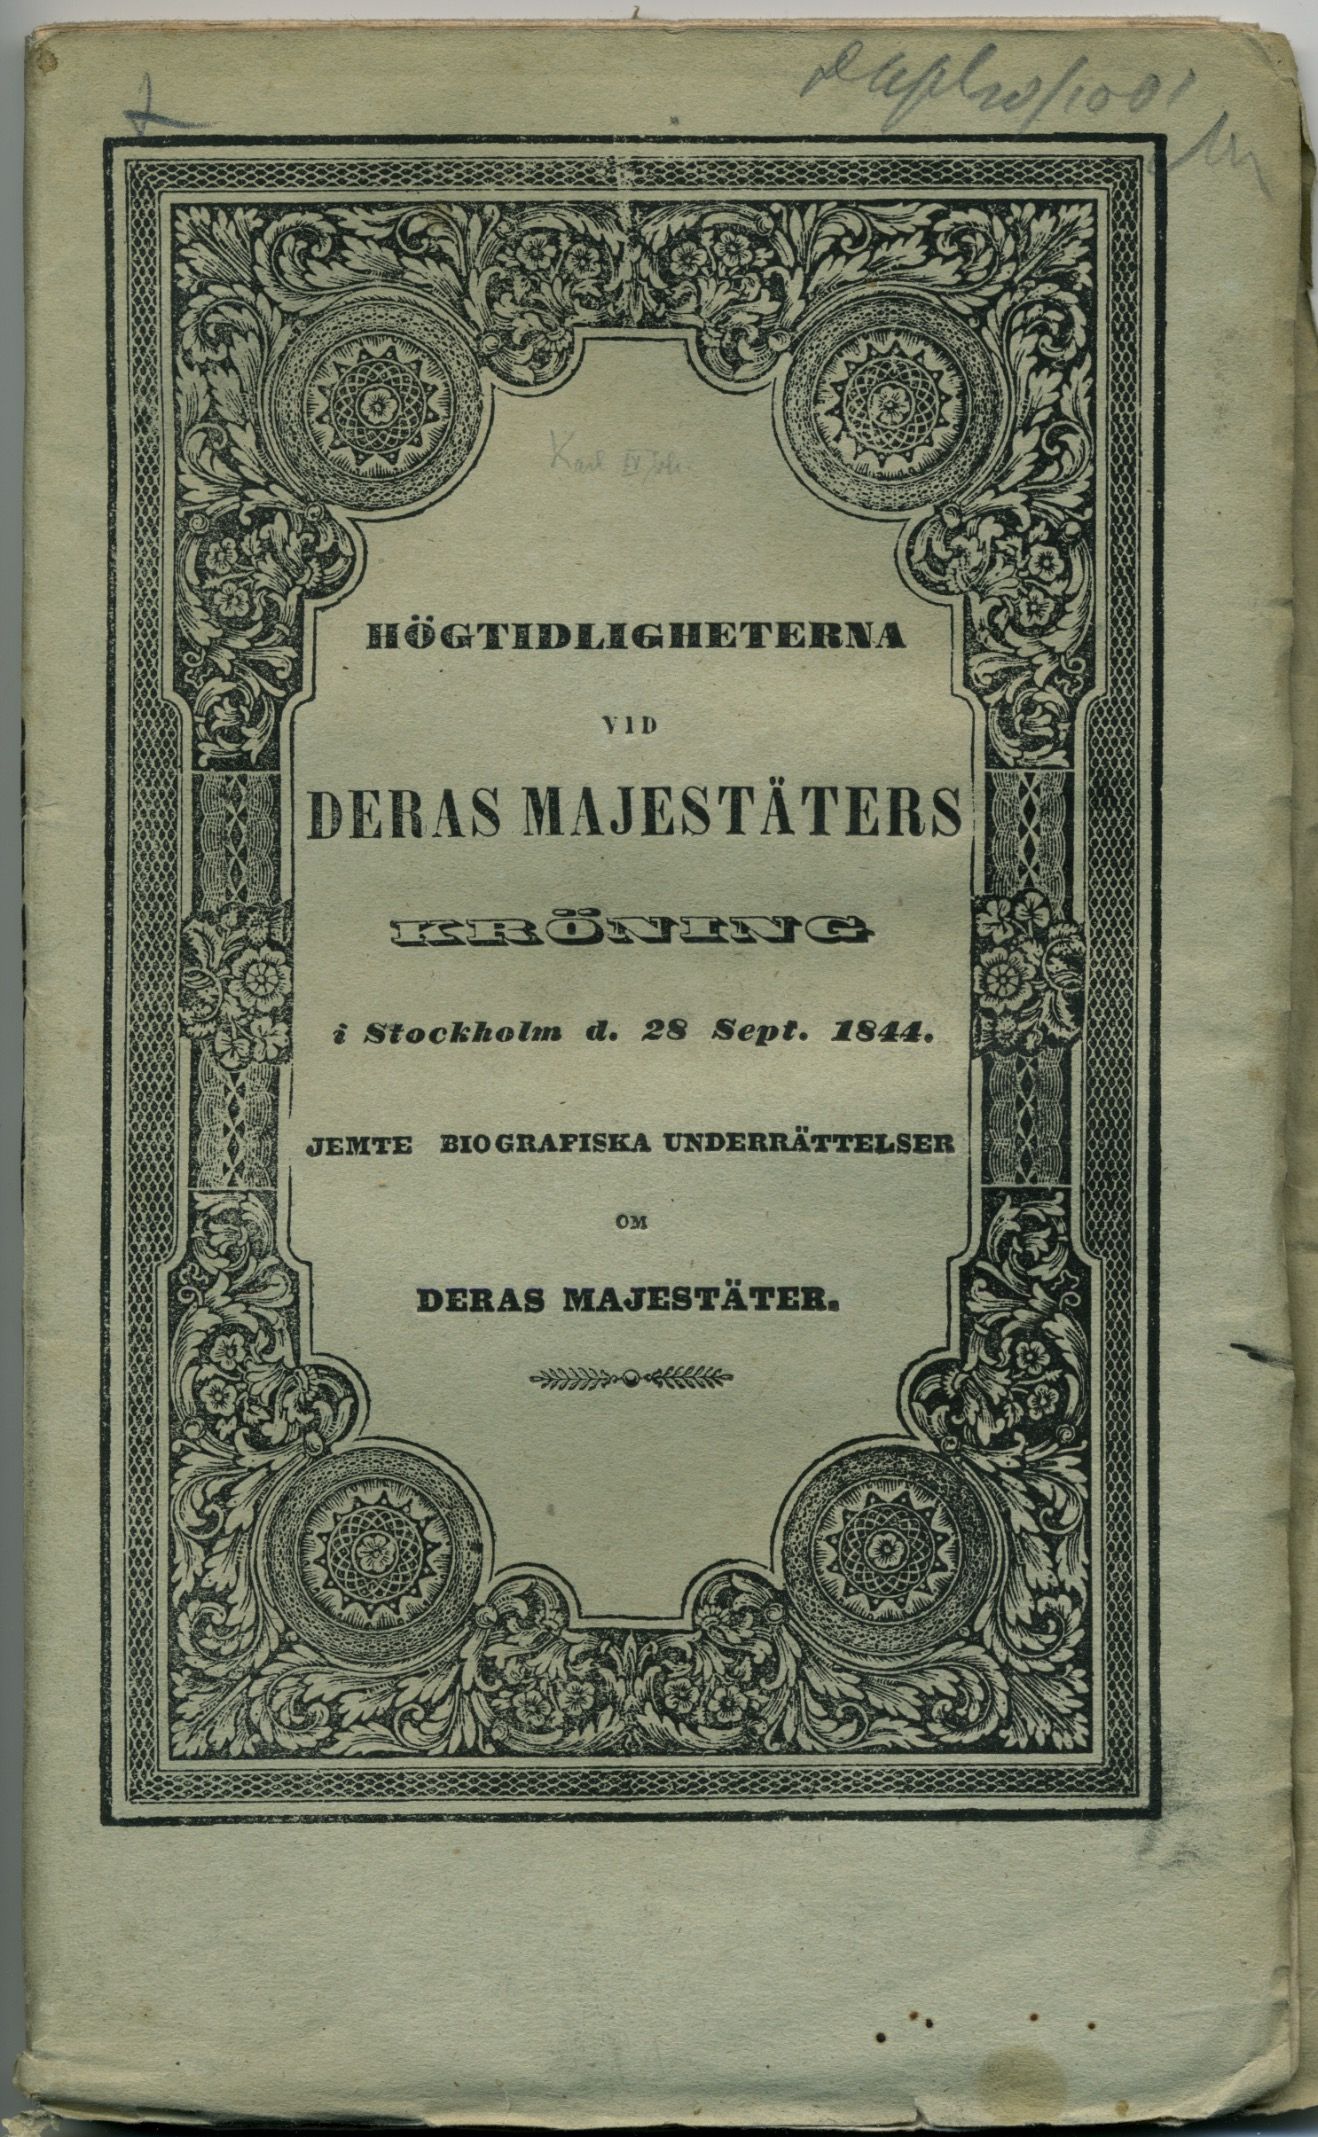 HÖGTIDLIGHETERNA
VID
DERAS MAJESTÄTERS
KRÖNING
i Stockholm d. 28 Sept. 1844.
JEMTE BIOGRAFISKA UNDERRÄTTELSER
OM
DERAS MAJESTÄTER.